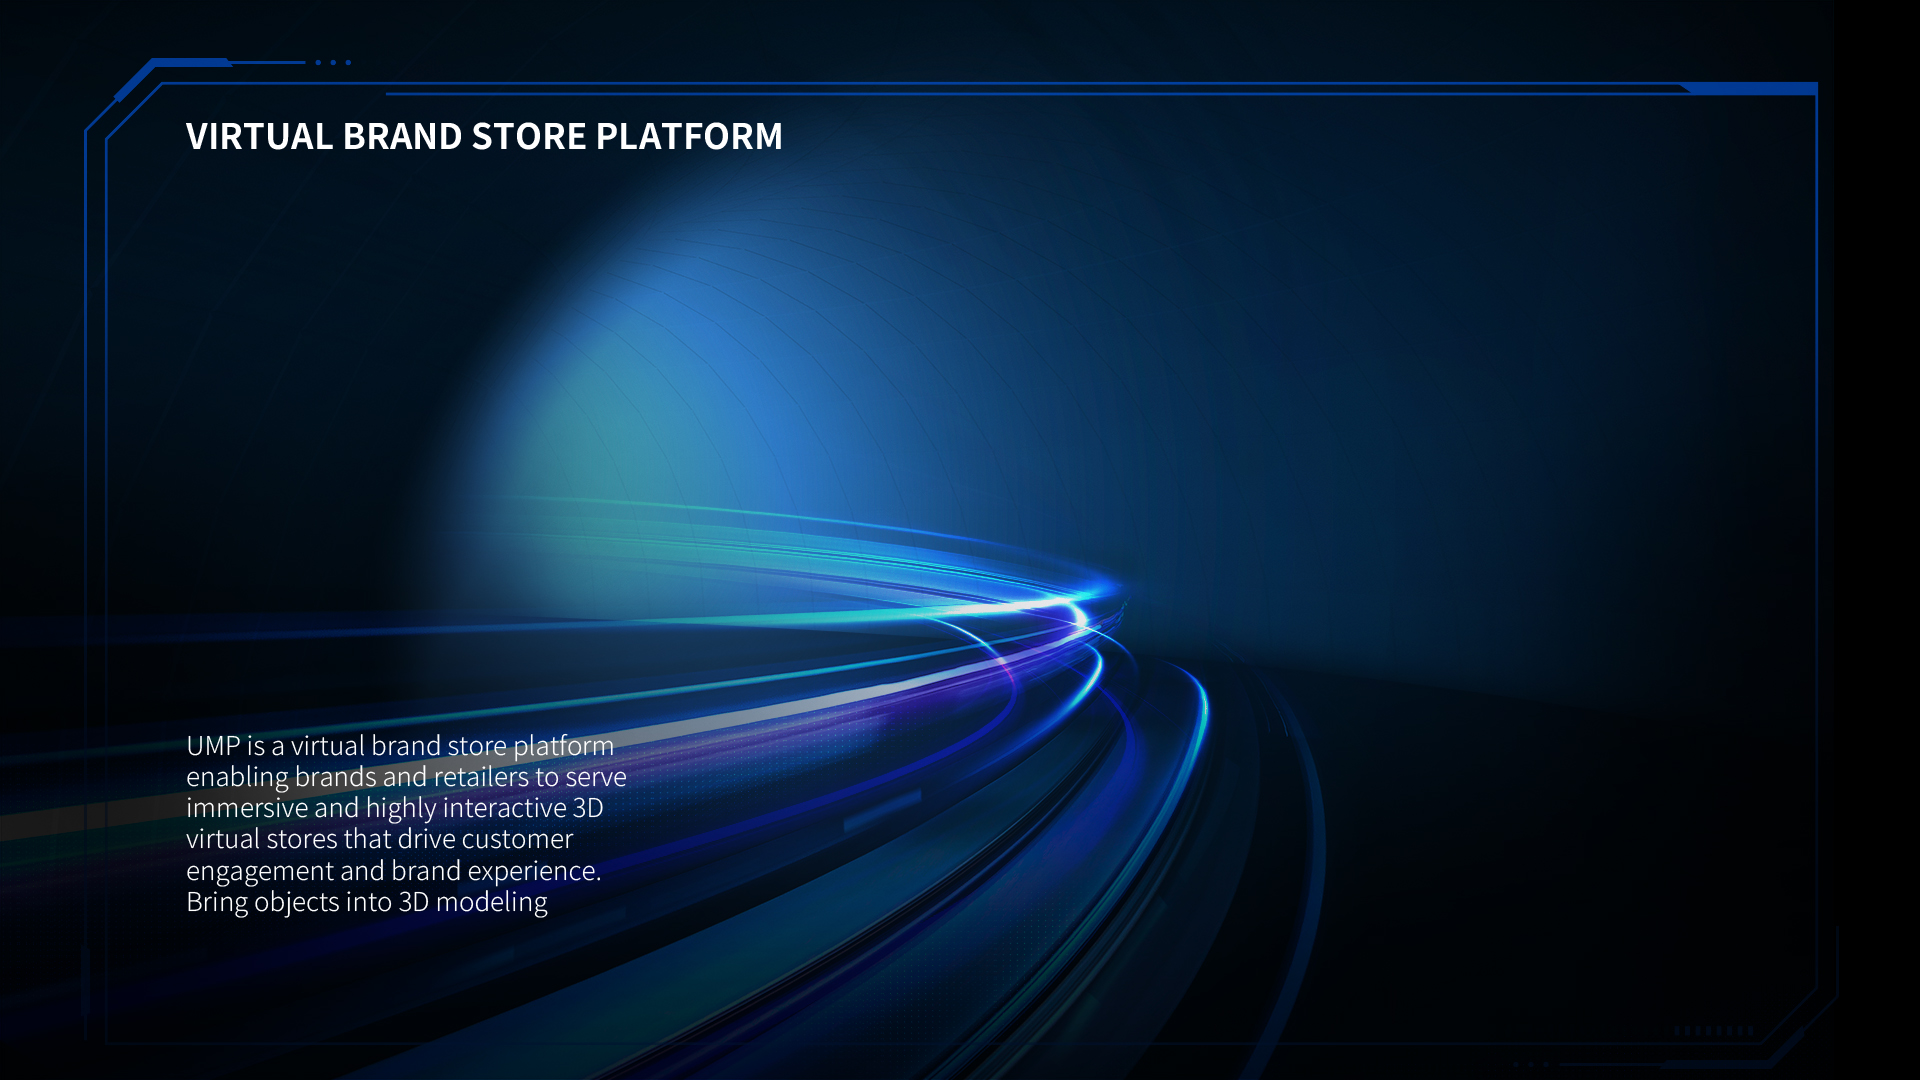 VIRTUAL BRAND STORE PLATFORM
UMP is a virtual brand store platform
enabling brands and retailers to serve
immersive and highly interactive 3D
virtual stores that drive customer
engagement and brand experience.
Bring objects into 3D modeling